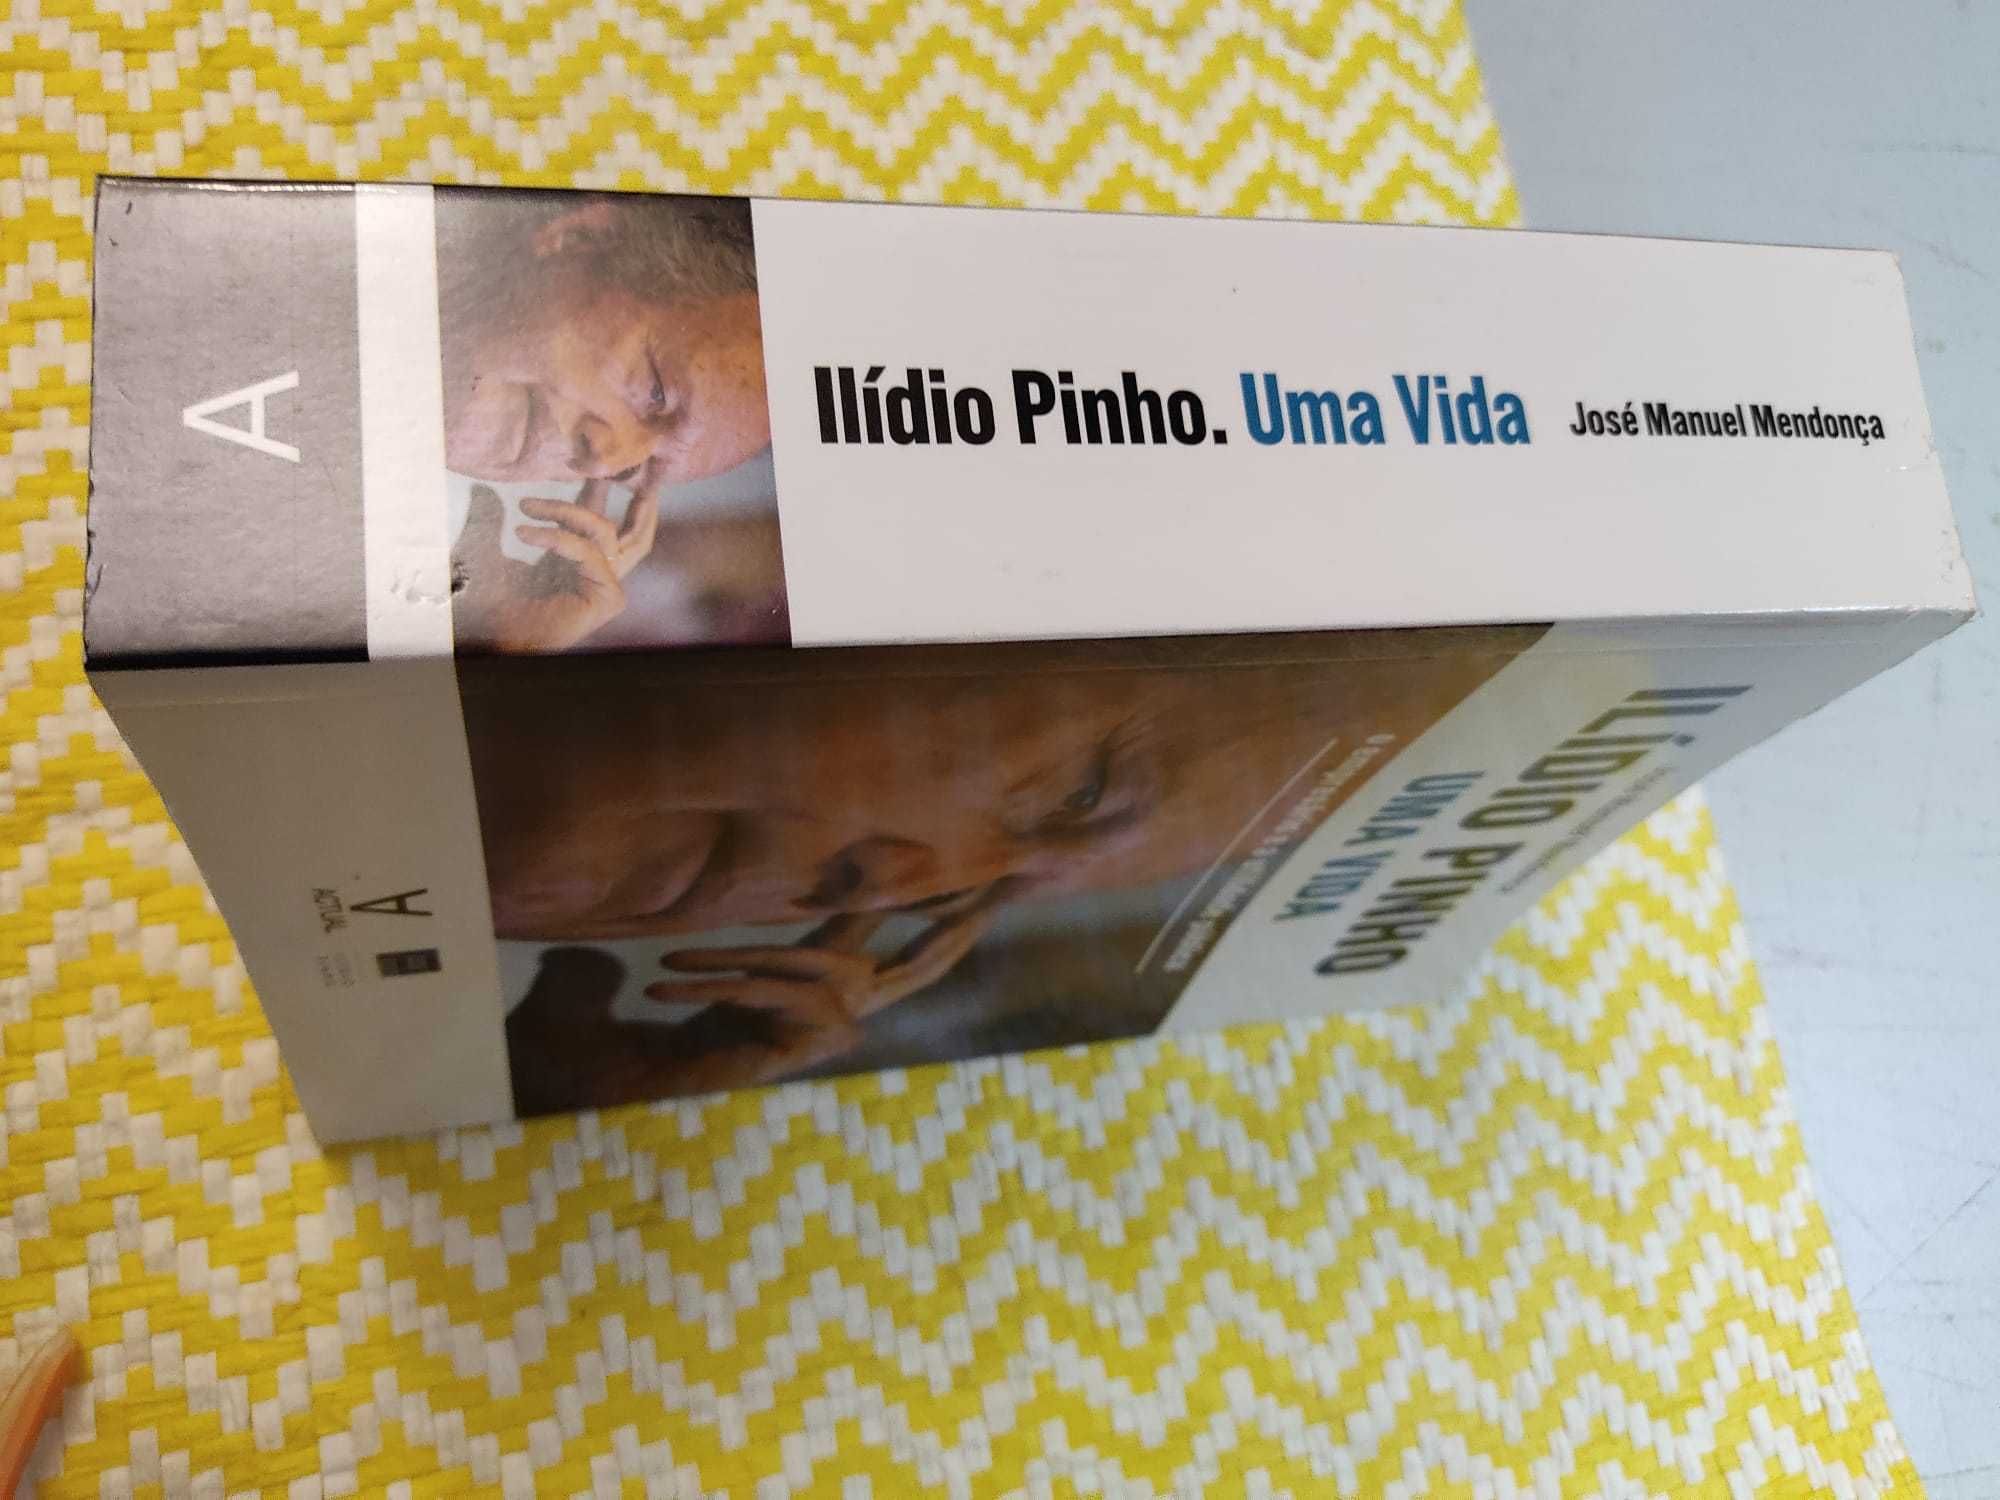 A
Ilídio Pinho. Uma Vida José Manuel Mendonça
ILÍDIO PINHO
UMA VIDA
A
ACTUAL